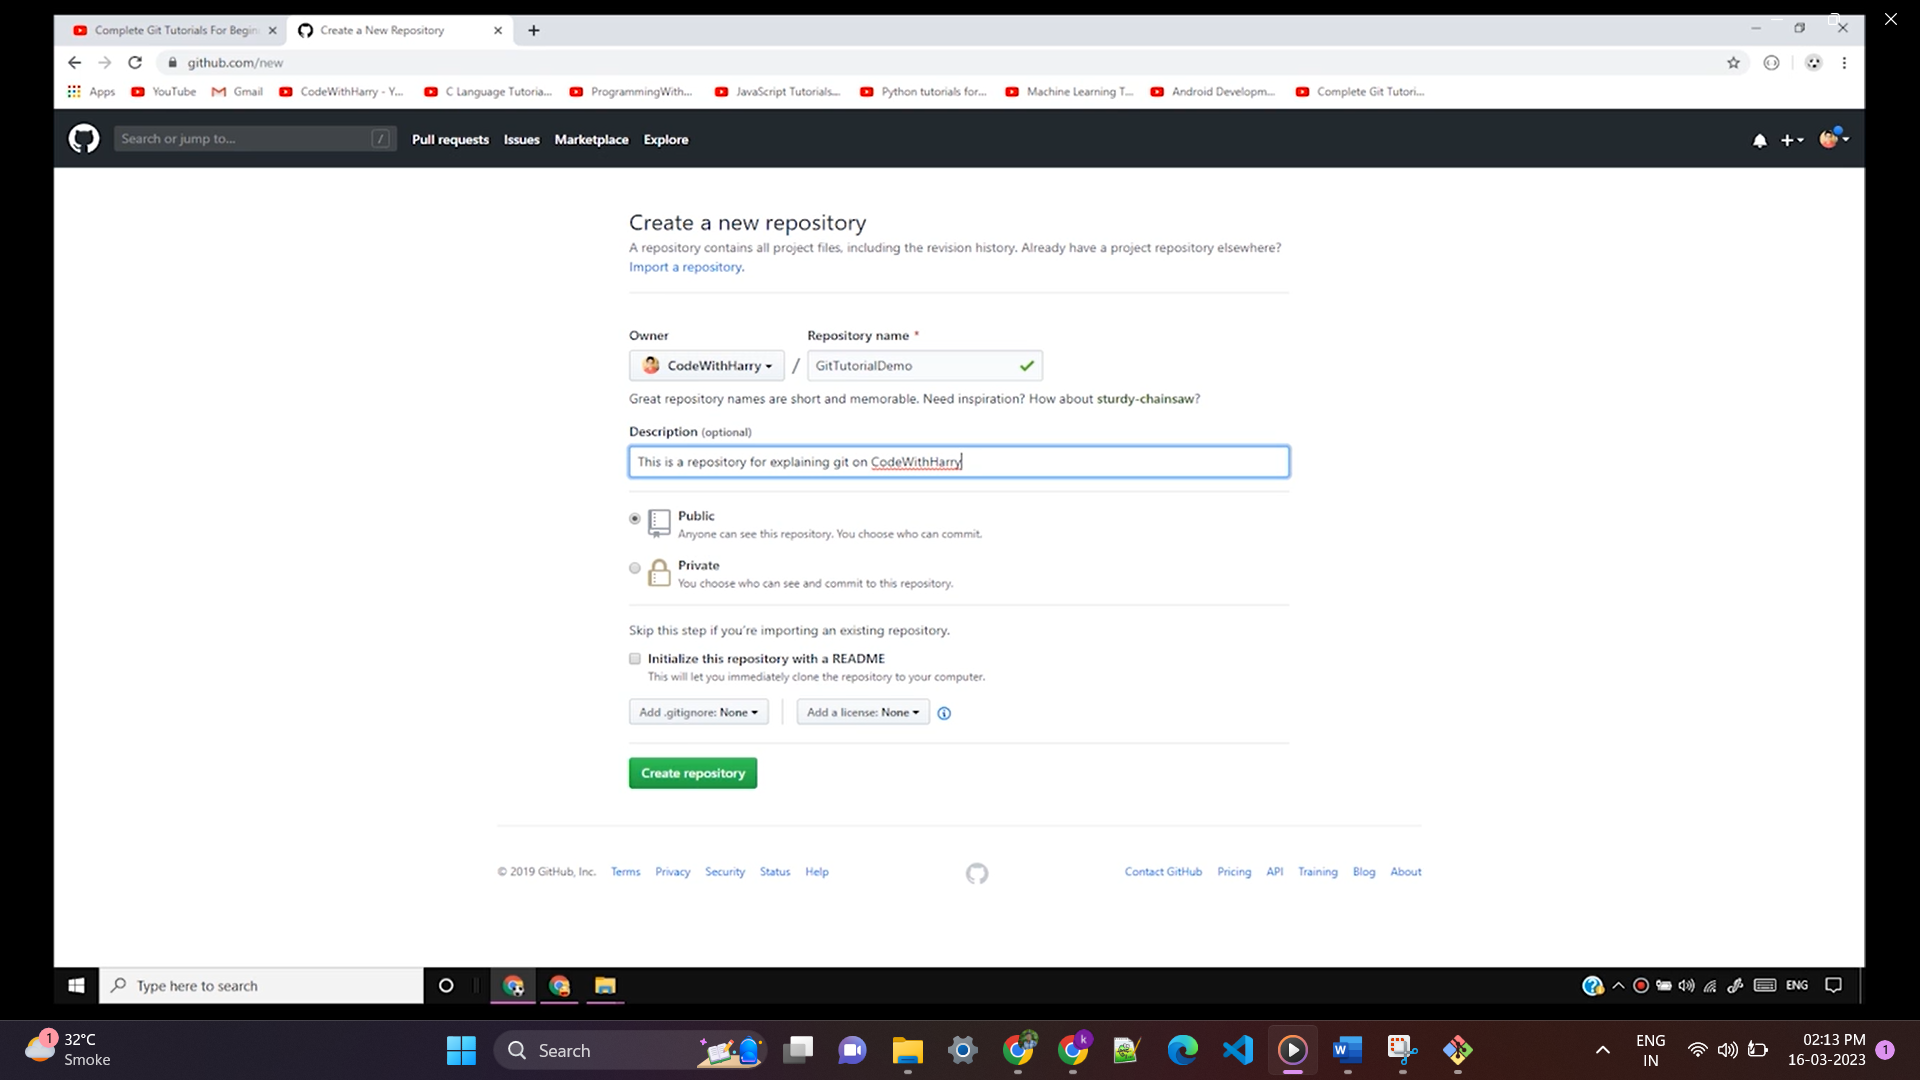 Complete Git Tutorials For Begin
Create a New Repository
github.com/new
Apps
YouTube
Gmail
CodeWithHarry - Y...
C Language Tutoria...
ProgrammingWith...
JavaScript Tutorials...
Python tutorials for...
Machine Learning T...
Android Developm...
Complete Git Tutori...
Search or jump to...
/
Pull requests
Issues
Marketplace
Explore
Create a new repository
A repository contains all project files, including the revision history. Already have a project repository elsewhere?
Import a repository.
Owner
Repository name *
CodeWithHarry
/
GitTutorialDemo
Great repository names are short and memorable. Need inspiration? How about sturdy-chainsaw?
Description (optional)
This is a repository for explaining git on CodeWithHarry
Public
Anyone can see this repository. You choose who can commit.
Private
You choose who can see and commit to this repository.
Skip this step if you're importing an existing repository.
Initialize this repository with a README
This will let you immediately clone the repository to your computer.
Add .gitignore: None
Add a license: None
Create repository
© 2019 GitHub, Inc.
Terms
Privacy
Security
Status
Help
Contact GitHub
Pricing
API
Training
Blog
About
Type here to search
ENG
1
32°C
Smoke
Search
k
ENG
IN
02:13 PM
16-03-2023
1